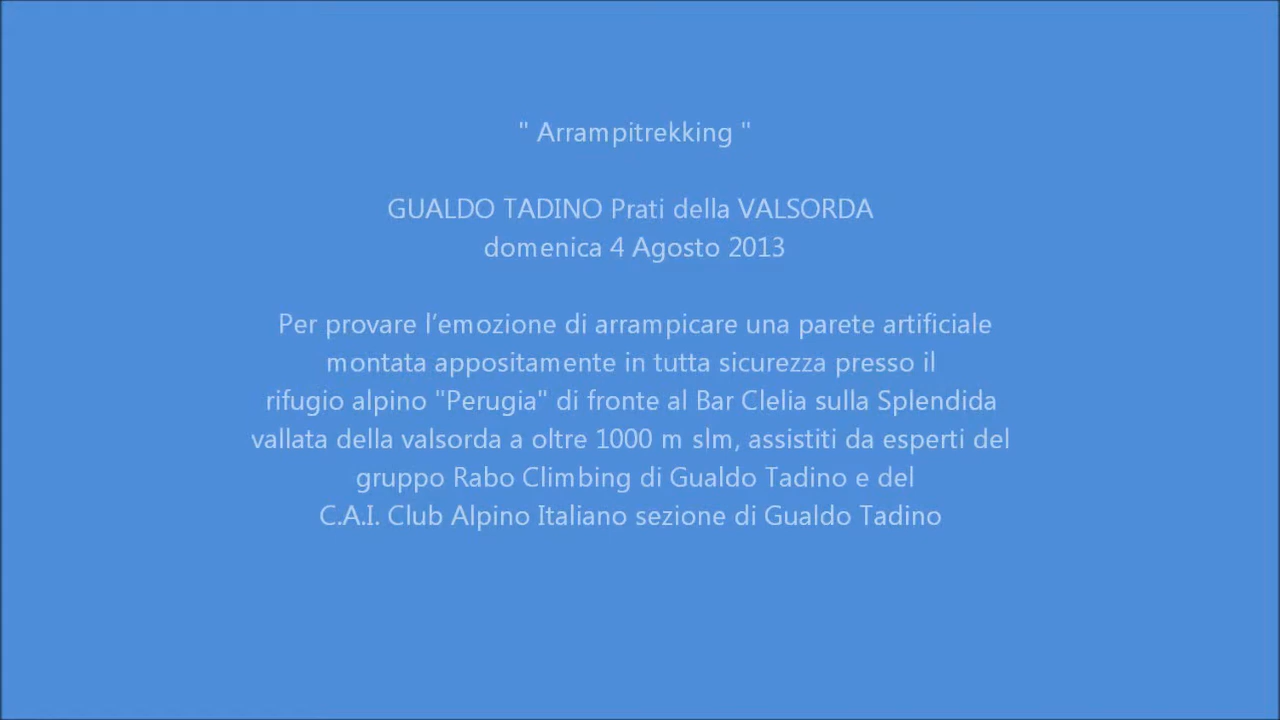 " Arrampitrekking "
GUALDO TADINO Prati della VALSORDA
domenica 4 Agosto 2013
Per provare l’emozione di arrampicare una parete artificiale
montata appositamente in tutta sicurezza presso il
rifugio alpino "Perugia" di fronte al Bar Clelia sulla Splendida
vallata della valsorda a oltre 1000 m slm, assistiti da esperti del
gruppo Rabo Climbing di Gualdo Tadino e del
C.A.I. Club Alpino Italiano sezione di Gualdo Tadino